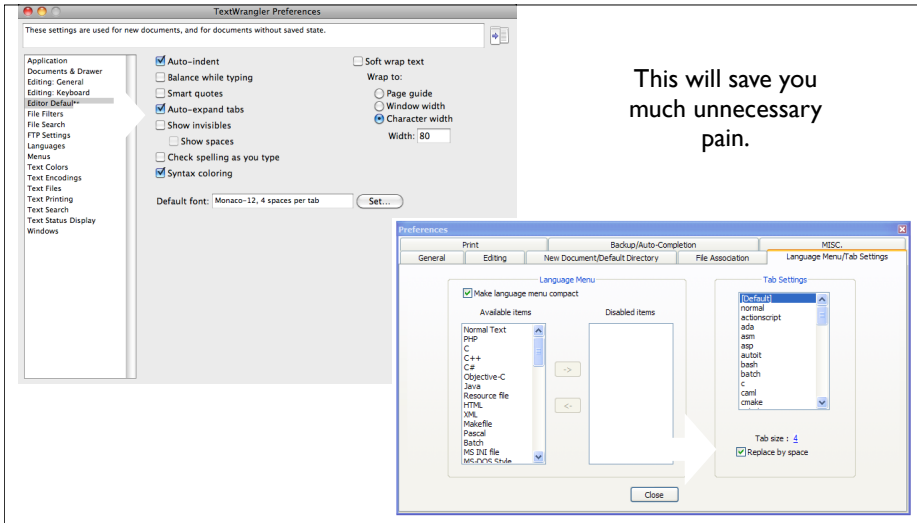 TextWrangler Preferences
These settings are used for new documents, and for documents without saved state.
Application
Documents & Drawer
Editing: General
Editing: Keyboard
Editor Defaults
File Filters
File Search
FTP Settings
Languages
Menus
Text Colors
Text Encodings
Text Files
Text Printing
Text Search
Text Status Display
Windows
Auto-indent
Balance while typing
Smart quotes
Auto-expand tabs
Show invisibles
Show spaces
Check spelling as you type
Syntax coloring
Soft wrap text
Wrap to:
Page guide
Window width
Character width
Width: 80
Default font: Monaco-12, 4 spaces per tab Set...
This will save you
much unnecessary
pain.
Preferences
Print Backup/Auto-Completion MISC.
General Editing New Document/Default Directory File Association Language Menu/Tab Settings
Language Menu
Make language menu compact
Available items
Normal Text
PHP
C
C++
C#
Objective-C
Java
Resource file
HTML
XML
Makefile
Pascal
Batch
MS INI file
MS-DOS Style
->
<-
Disabled items
Tab Settings
[Default]
normal
actionscript
ada
asm
asp
autoit
bash
batch
c
caml
cmake
Tab size : 4
Replace by space
Close